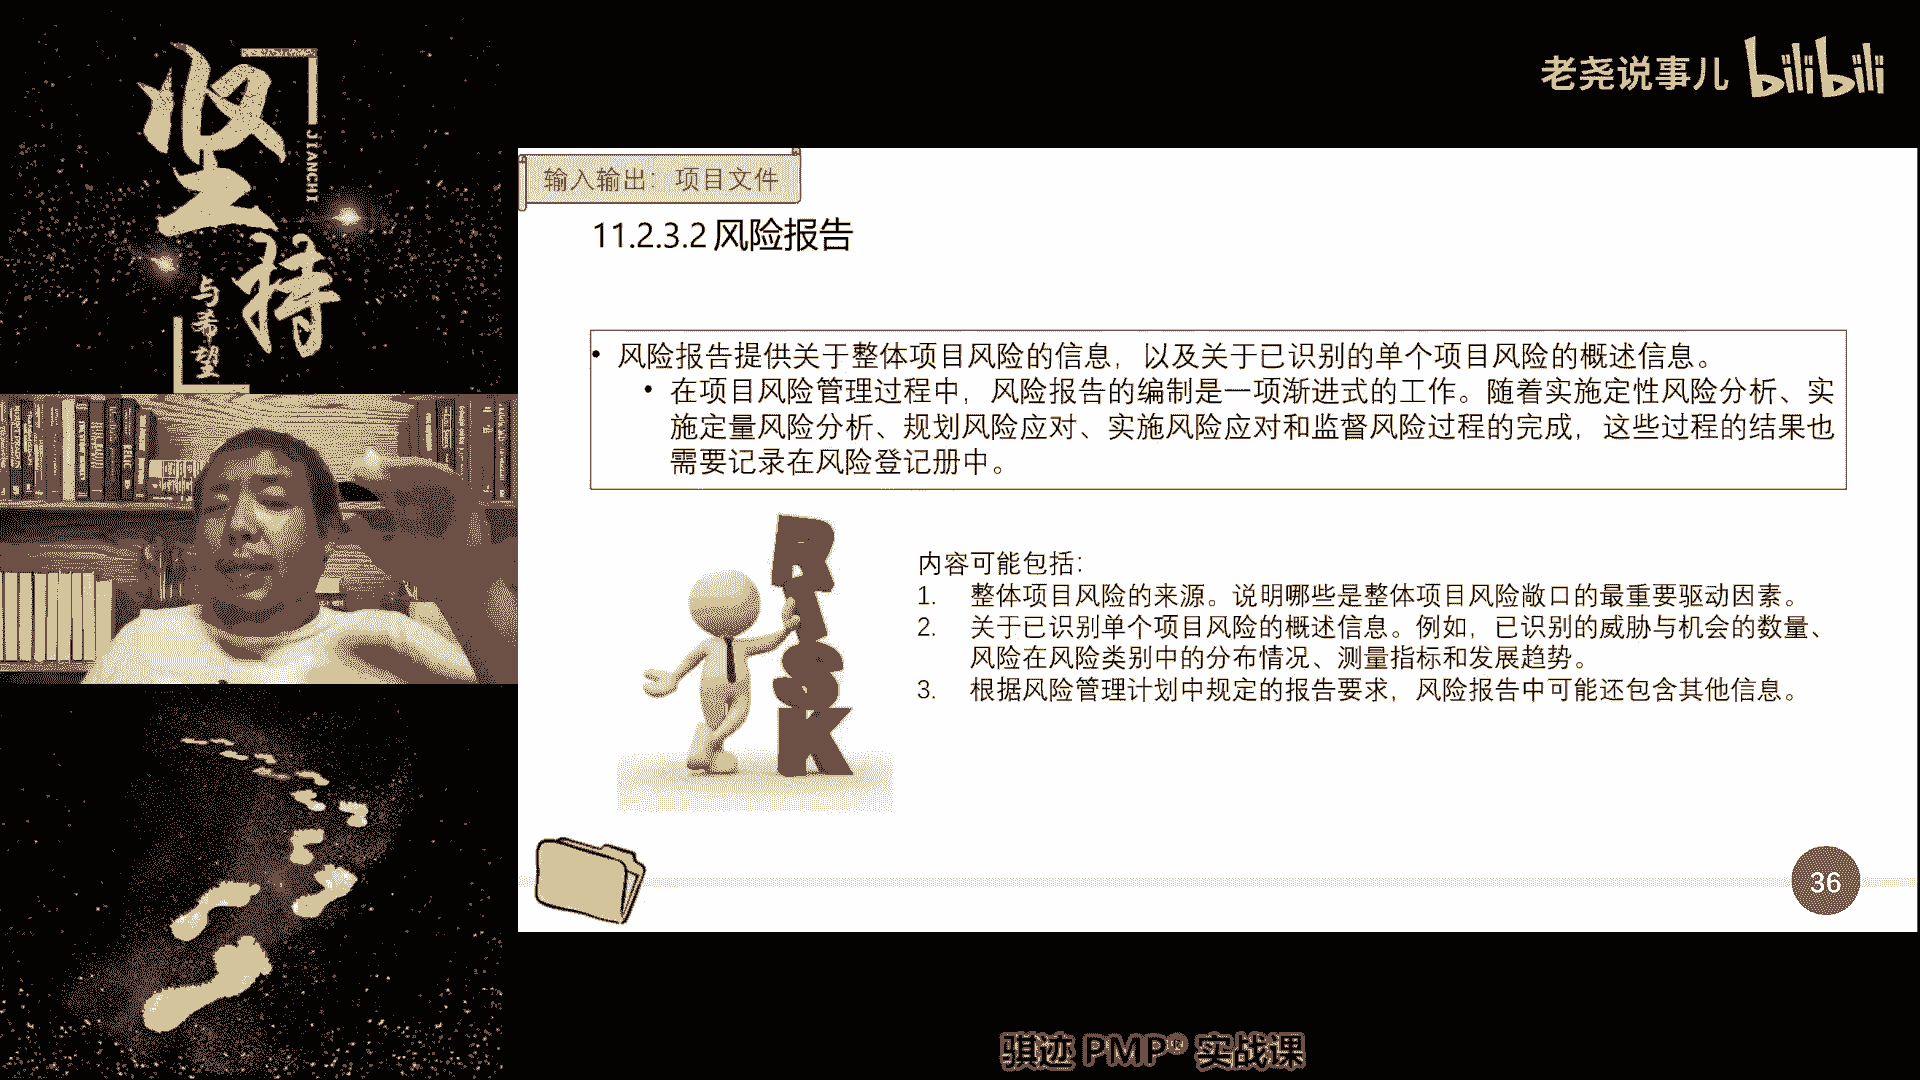 坚持
JIANCHI
与希望
老尧说事儿 bilibili
输入输出：项目文件
11.2.3.2 风险报告
• 风险报告提供关于整体项目风险的信息，以及关于已识别的单个项目风险的概述信息。
• 在项目风险管理过程中，风险报告的编制是一项渐进式的工作。随着实施定性风险分析、实
施定量风险分析、规划风险应对、实施风险应对和监督风险过程的完成，这些过程的结果也
需要记录在风险登记册中。
RISK
内容可能包括：
1. 整体项目风险的来源。说明哪些是整体项目风险敞口的最重要驱动因素。
2. 关于已识别单个项目风险的概述信息。例如，已识别的威胁与机会的数量、
风险在风险类别中的分布情况、测量指标和发展趋势。
3. 根据风险管理计划中规定的报告要求，风险报告中可能还包含其他信息。
36
骐迹 PMP® 实战课